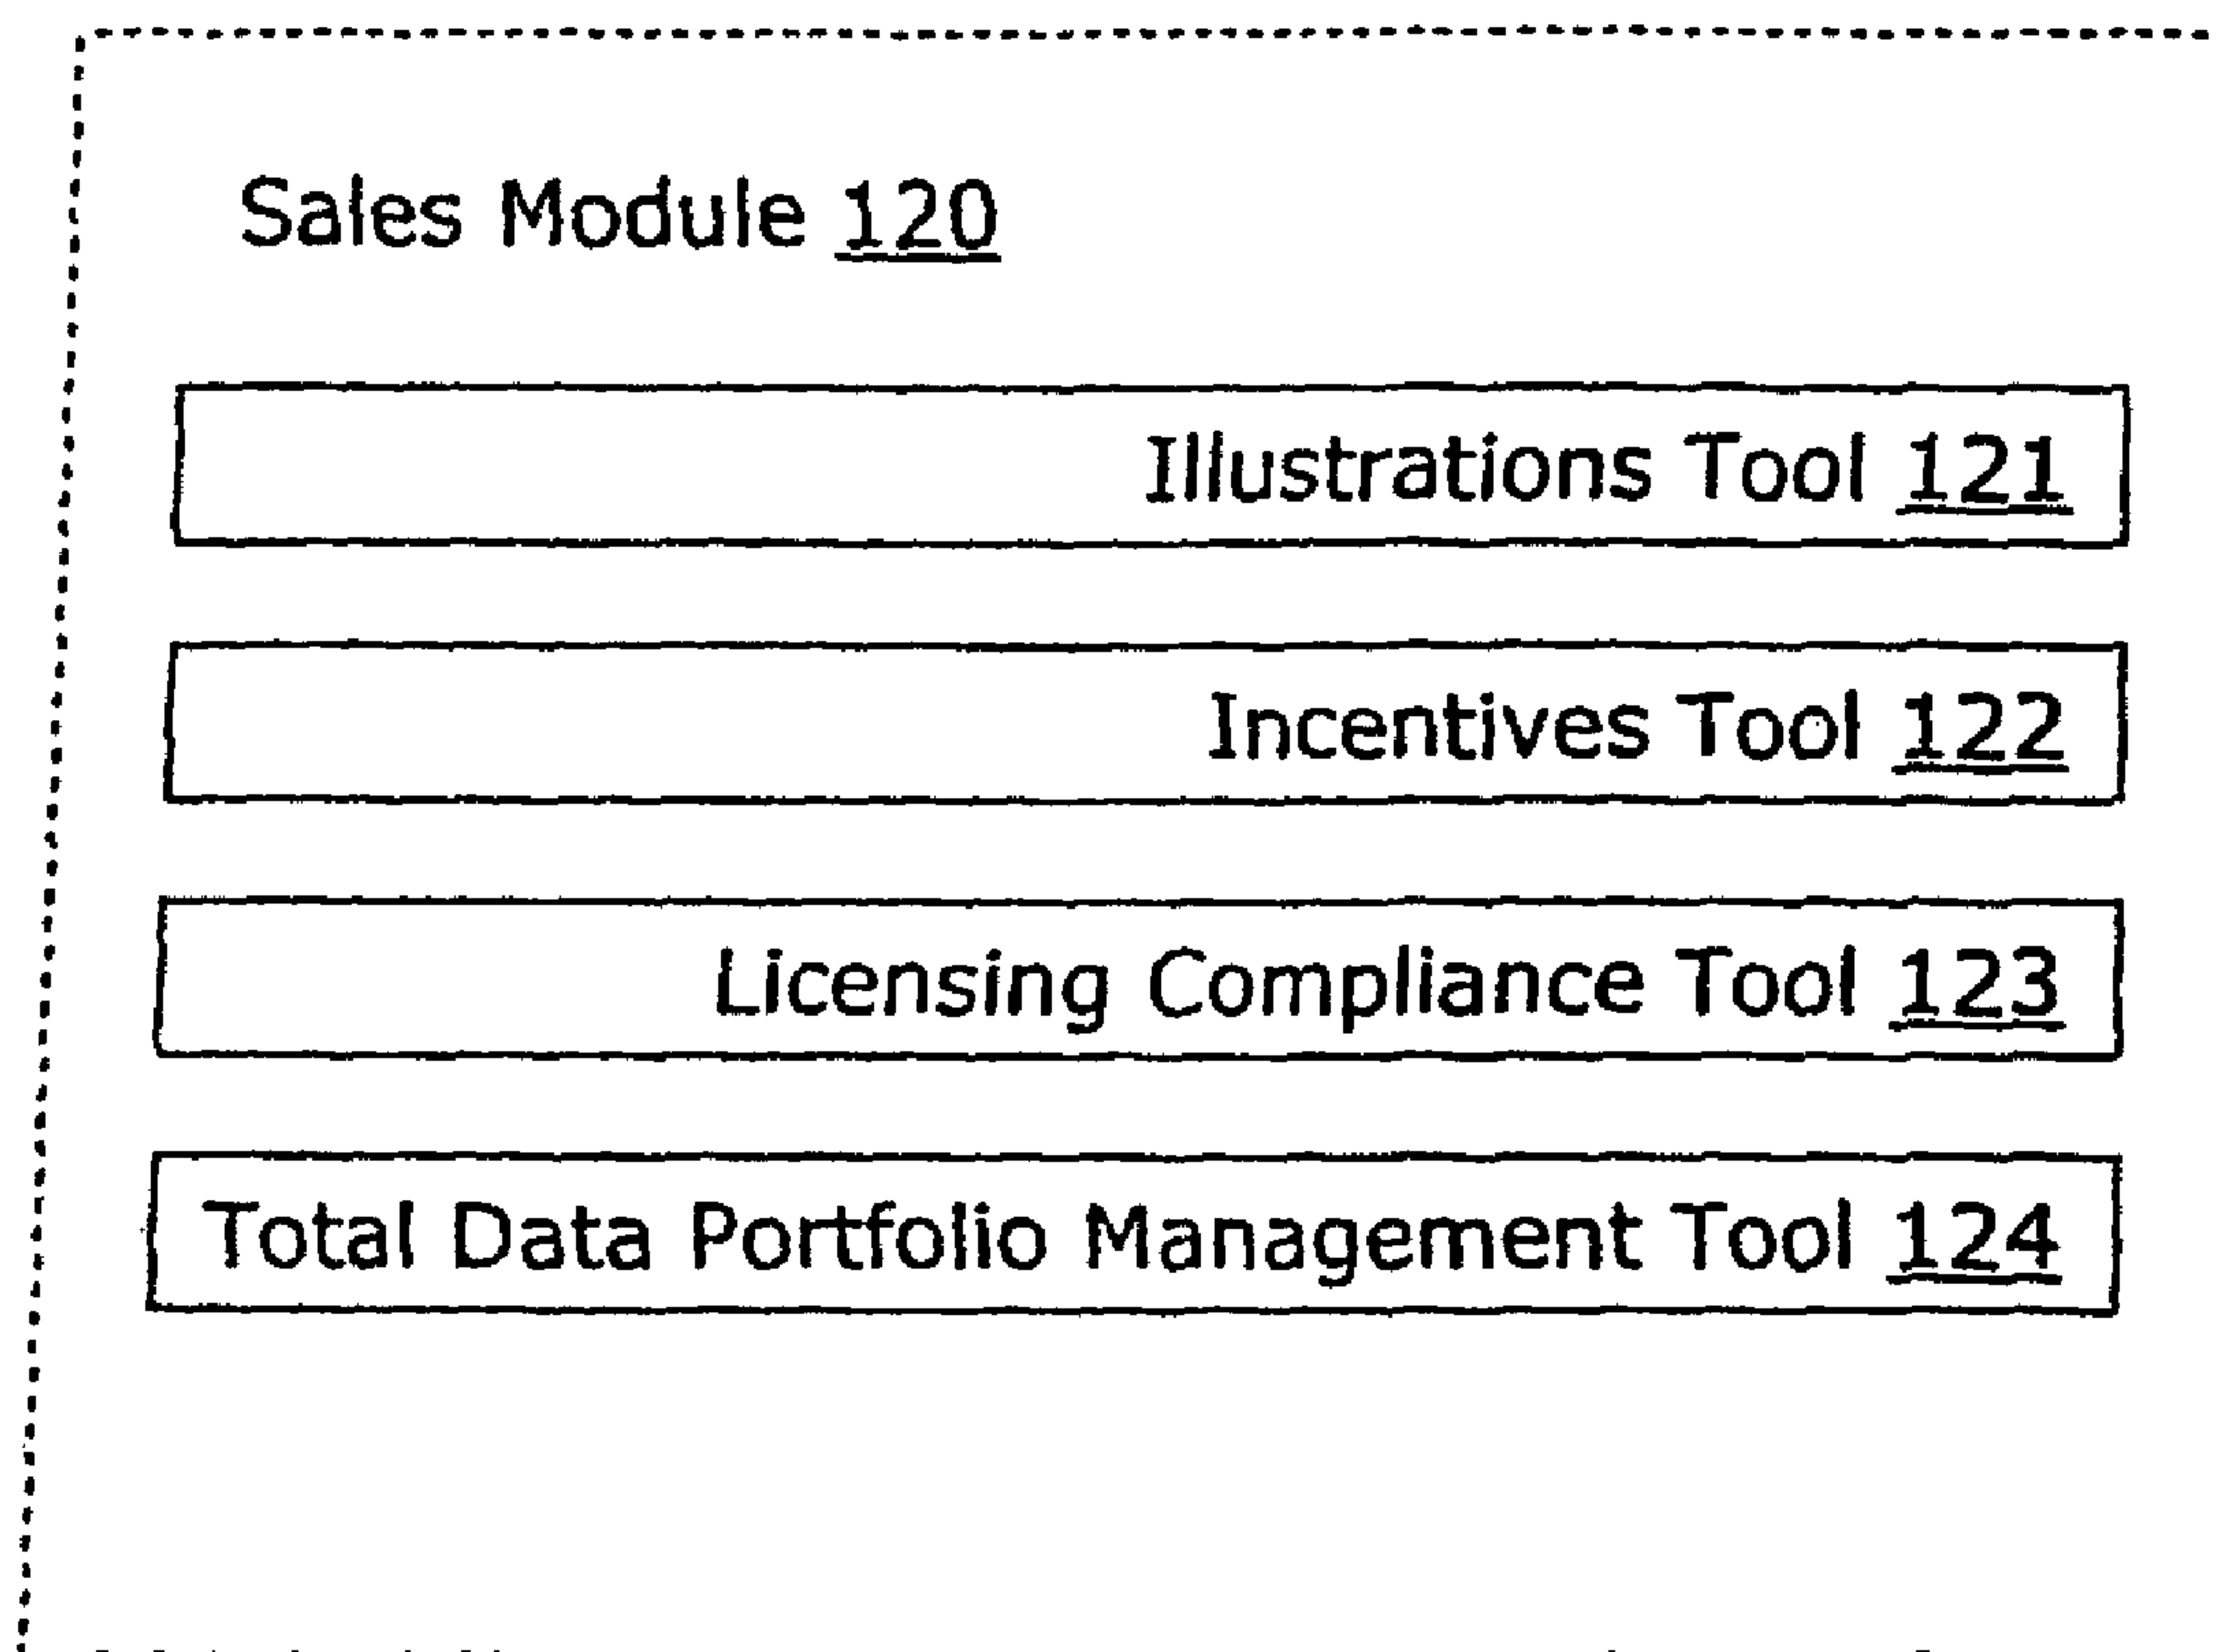 Sales Module 120
Illustrations Tool 121
Incentives Tool 122
Licensing Compliance Tool 123
Total Data Portfolio Management Tool 124